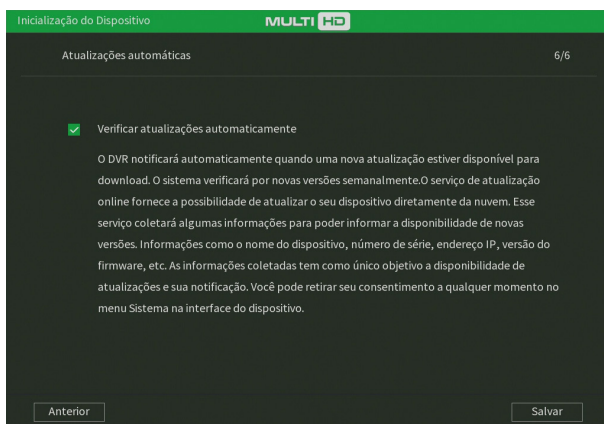 Inicialização do Dispositivo
MULTI HD
Atualizações automáticas 6/6
Verificar atualizações automaticamente
O DVR notificará automaticamente quando uma nova atualização estiver disponível para
download. O sistema verificará por novas versões semanalmente.O serviço de atualização
online fornece a possibilidade de atualizar o seu dispositivo diretamente da nuvem. Esse
serviço coletará algumas informações para poder informar a disponibilidade de novas
versões. Informações como o nome do dispositivo, número de série, endereço IP, versão do
firmware, etc. As informações coletadas tem como único objetivo a disponibilidade de
atualizações e sua notificação. Você pode retirar seu consentimento a qualquer momento no
menu Sistema na interface do dispositivo.
Anterior Salvar